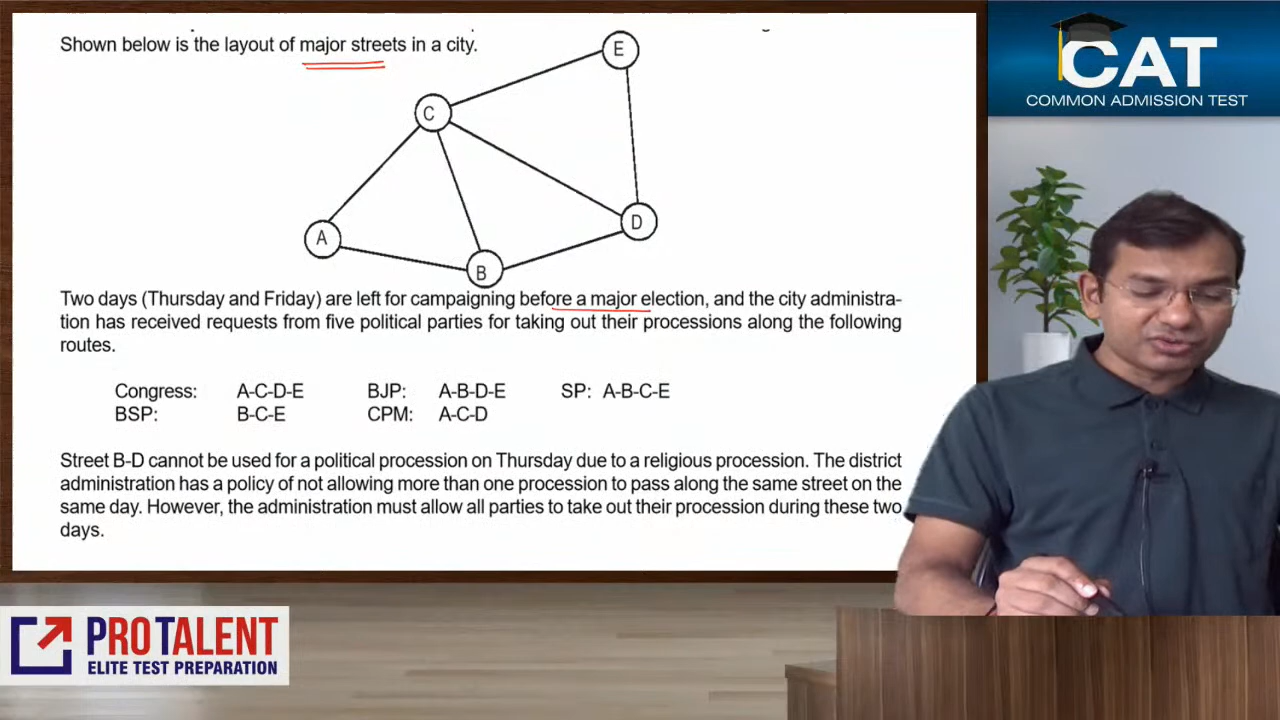 Shown below is the layout of major streets in a city.
E
C
A
D
B
Two days (Thursday and Friday) are left for campaigning before a major election, and the city administra-
tion has received requests from five political parties for taking out their processions along the following
routes.
Congress: A-C-D-E BJP: A-B-D-E SP: A-B-C-E
BSP: B-C-E CPM: A-C-D
Street B-D cannot be used for a political procession on Thursday due to a religious procession. The district
administration has a policy of not allowing more than one procession to pass along the same street on the
same day. However, the administration must allow all parties to take out their procession during these two
days.
CAT
COMMON ADMISSION TEST
PROTALENT
ELITE TEST PREPARATION